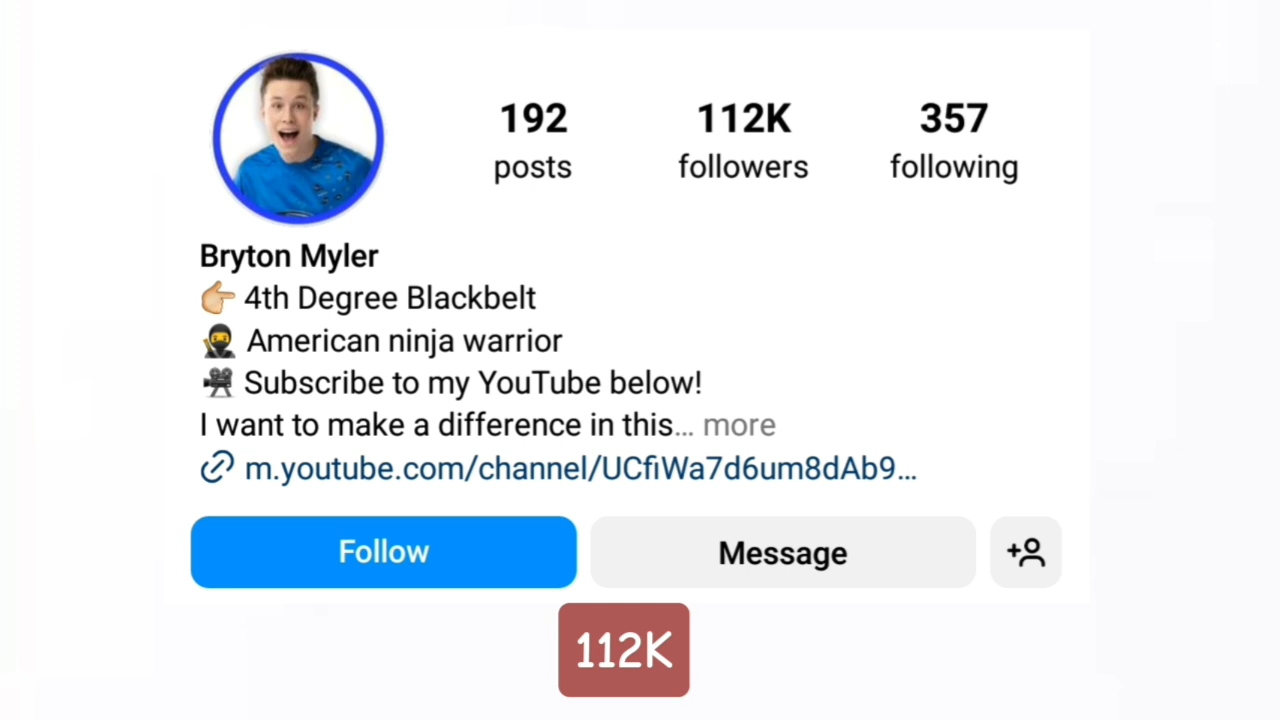 192 112K 357
posts followers following
Bryton Myler
👉🏼 4th Degree Blackbelt
🥷 American ninja warrior
🎥 Subscribe to my YouTube below!
I want to make a difference in this... more
m.youtube.com/channel/UCfiWa7d6um8dAb9...
Follow Message
112K